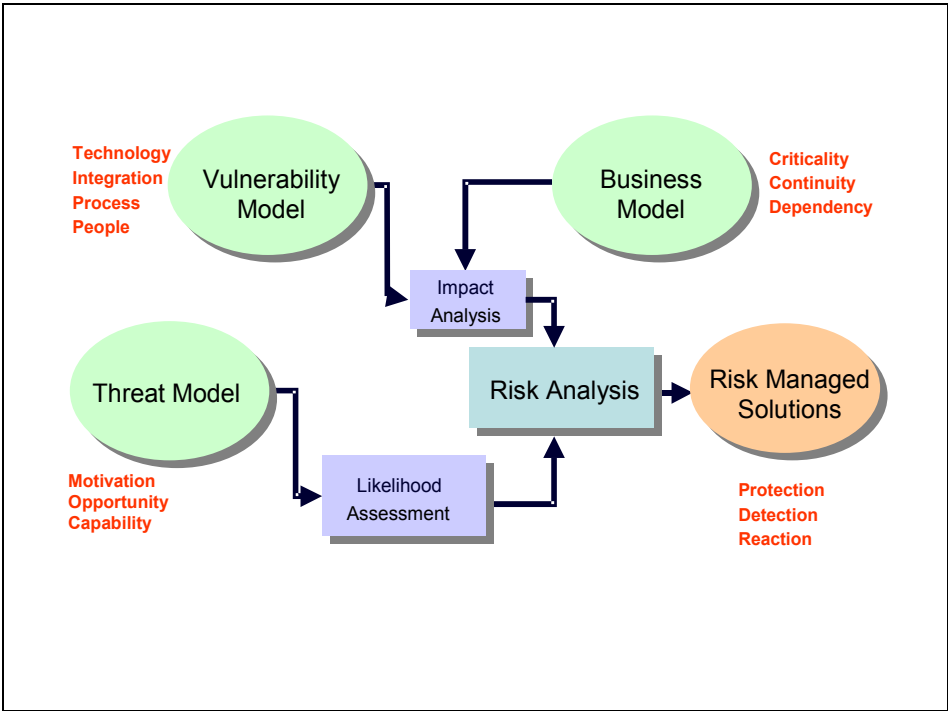 Technology
Integration
Process
People
Vulnerability
Model
Business
Model
Criticality
Continuity
Dependency
Impact
Analysis
Threat Model
Risk Analysis
Risk Managed
Solutions
Motivation
Opportunity
Capability
Likelihood
Assessment
Protection
Detection
Reaction